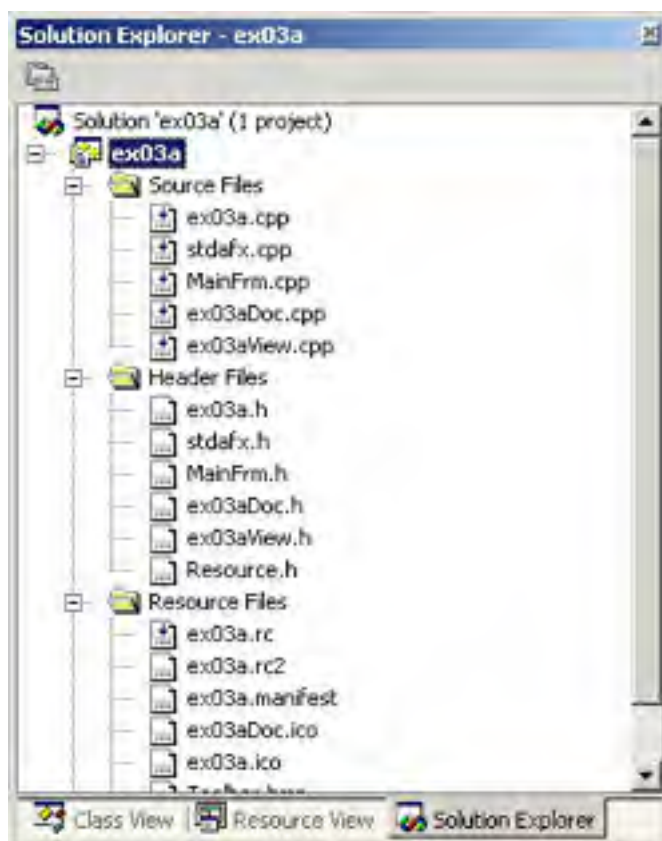 Solution Explorer - ex03a
Solution 'ex03a' (1 project)
ex03a
Source Files
ex03a.cpp
stdafx.cpp
MainFrm.cpp
ex03aDoc.cpp
ex03aView.cpp
Header Files
ex03a.h
stdafx.h
MainFrm.h
ex03aDoc.h
ex03aView.h
Resource.h
Resource Files
ex03a.rc
ex03a.rc2
ex03a.manifest
ex03aDoc.ico
ex03a.ico
Class View Resource View Solution Explorer